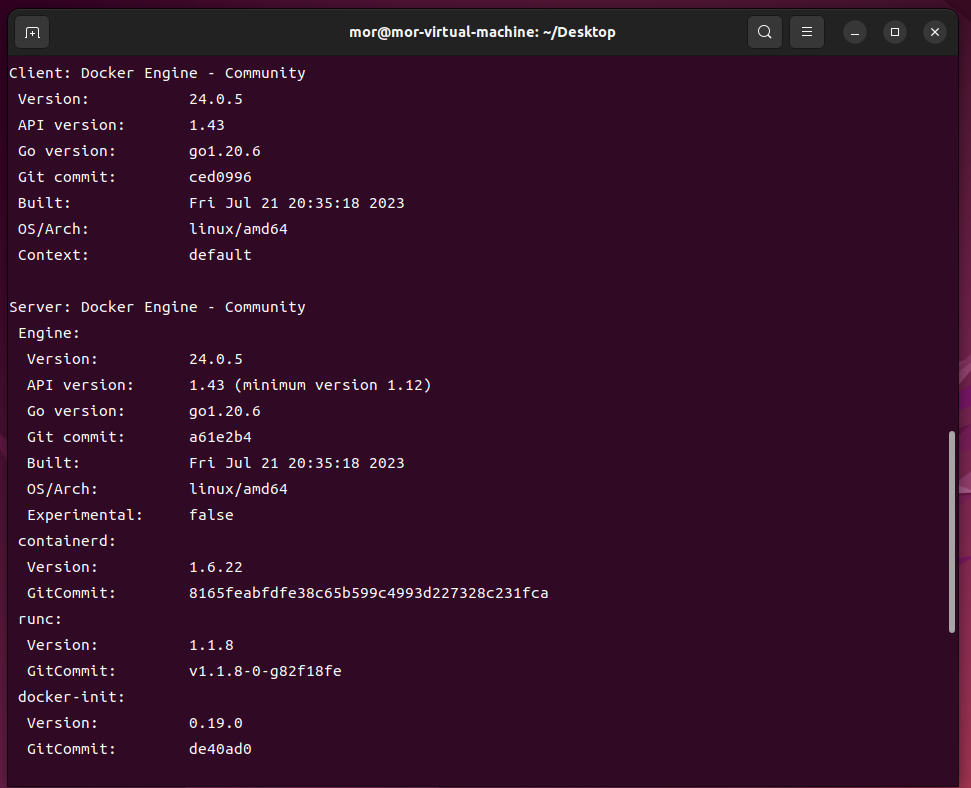 mor@mor-virtual-machine: ~/Desktop
Client: Docker Engine - Community
Version: 24.0.5
API version: 1.43
Go version: go1.20.6
Git commit: ced0996
Built: Fri Jul 21 20:35:18 2023
OS/Arch: linux/amd64
Context: default
Server: Docker Engine - Community
Engine:
Version: 24.0.5
API version: 1.43 (minimum version 1.12)
Go version: go1.20.6
Git commit: a61e2b4
Built: Fri Jul 21 20:35:18 2023
OS/Arch: linux/amd64
Experimental: false
containerd:
Version: 1.6.22
GitCommit: 8165feabfdfe38c65b599c4993d227328c231fca
runc:
Version: 1.1.8
GitCommit: v1.1.8-0-g82f18fe
docker-init:
Version: 0.19.0
GitCommit: de40ad0